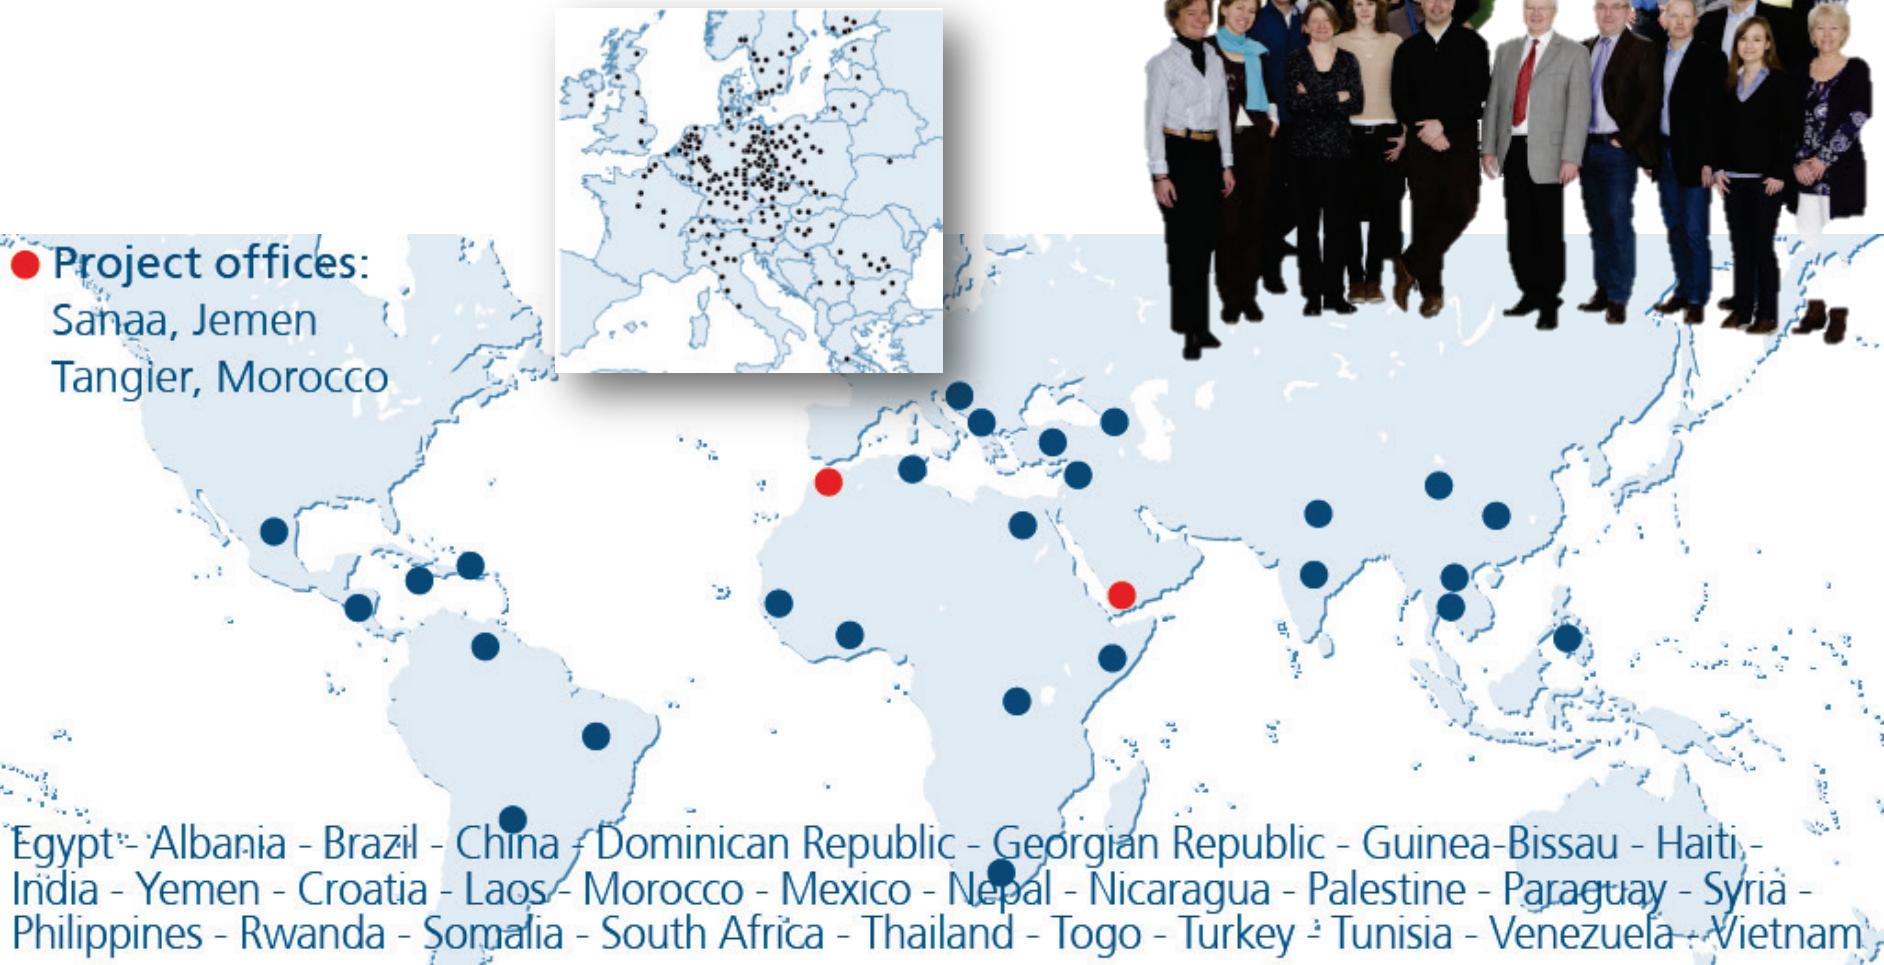 Project offices:
Sanaa, Jemen
Tangier, Morocco
Egypt - Albania - Brazil - China - Dominican Republic - Georgian Republic - Guinea-Bissau - Haiti -
India - Yemen - Croatia - Laos - Morocco - Mexico - Nepal - Nicaragua - Palestine - Paraguay - Syria -
Philippines - Rwanda - Somalia - South Africa - Thailand - Togo - Turkey - Tunisia - Venezuela - Vietnam